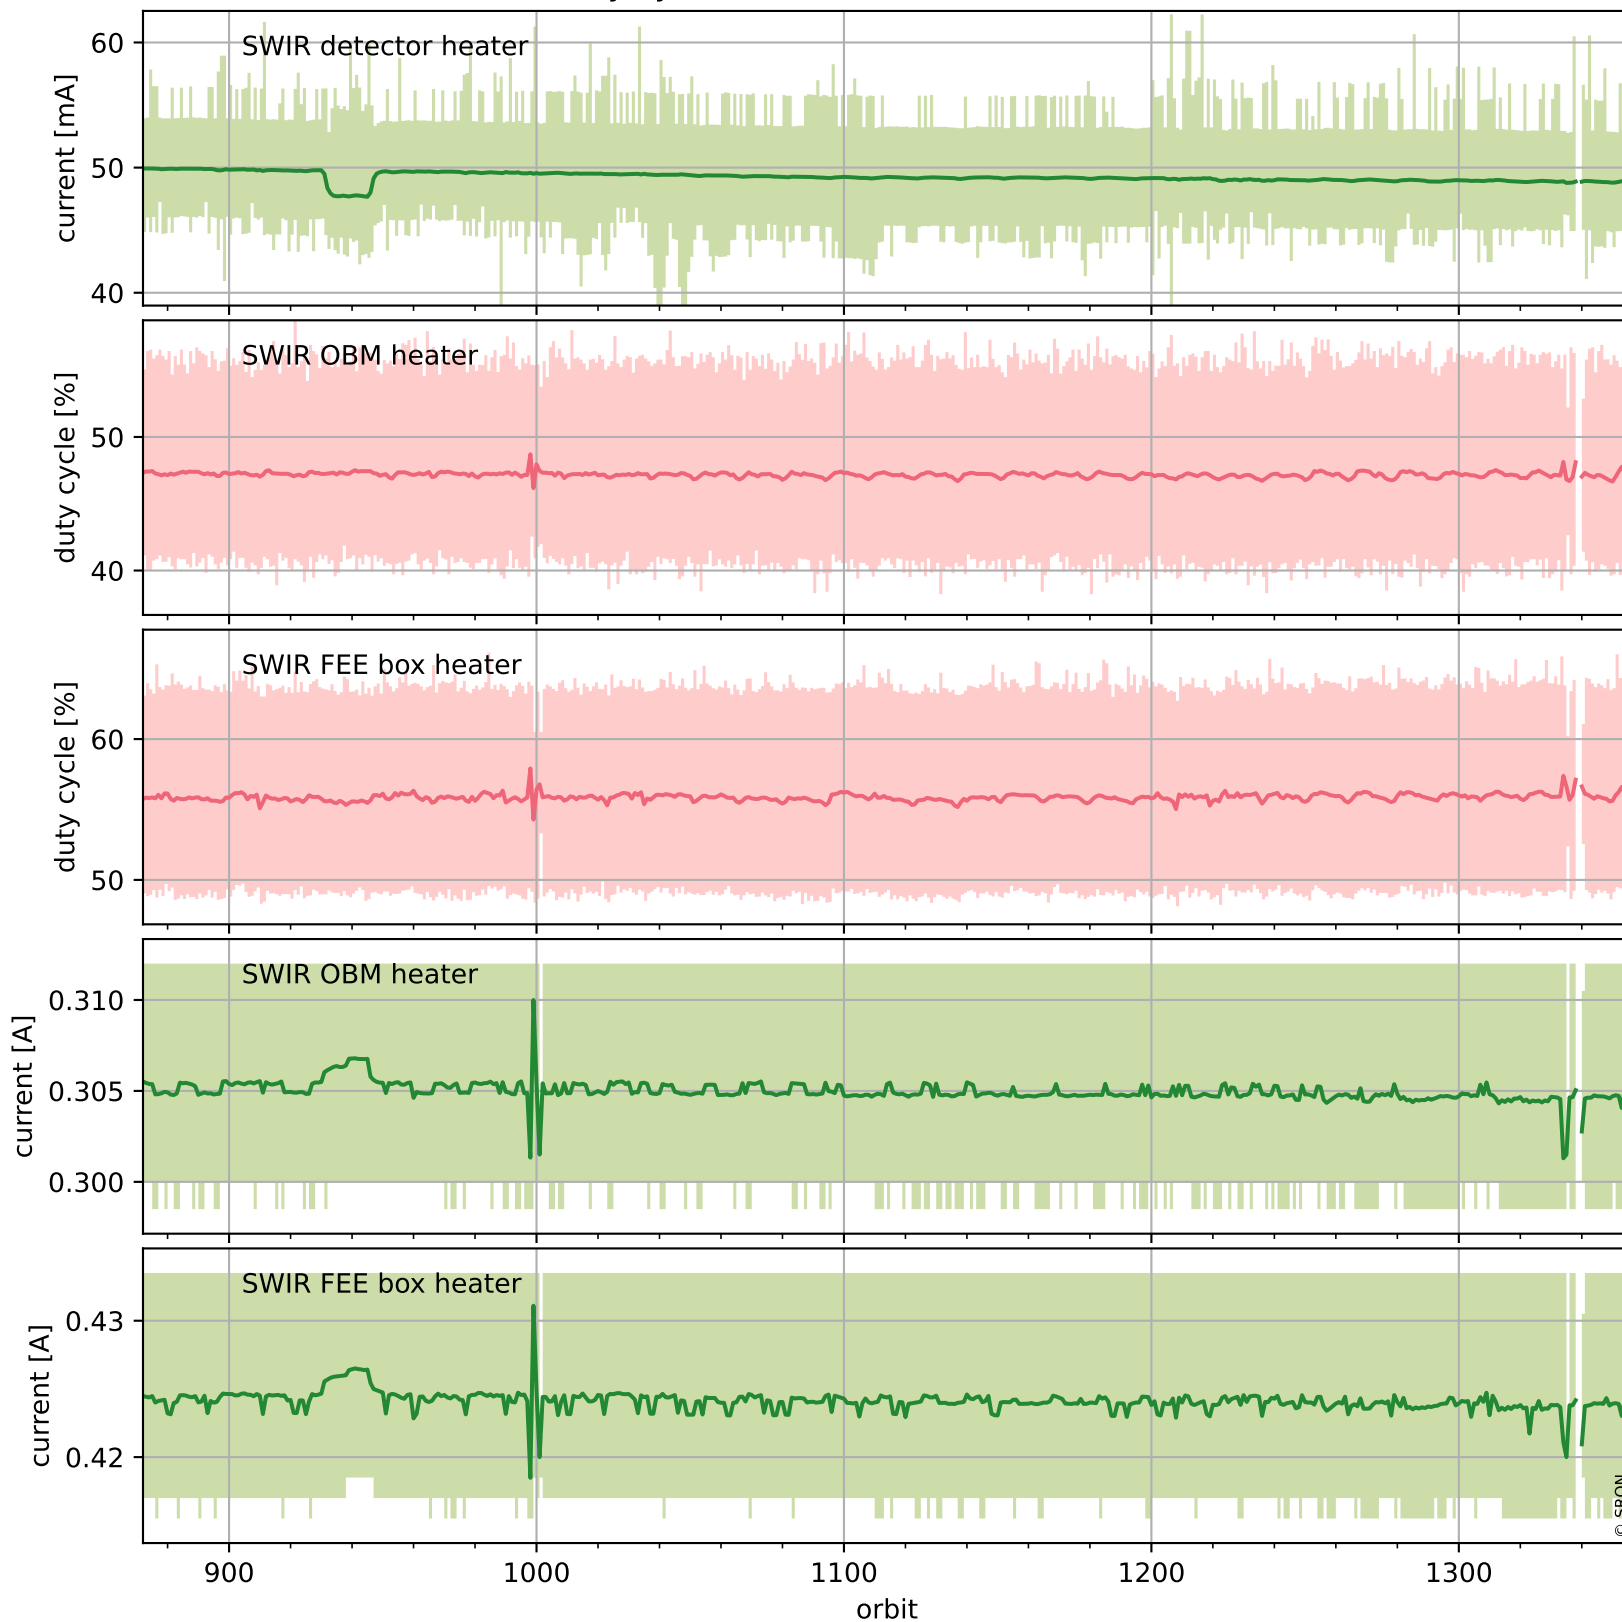 SWIR detector heater
current [mA]
60
50
40
SWIR OBM heater
duty cycle [%]
50
40
SWIR FEE box heater
duty cycle [%]
60
50
SWIR OBM heater
current [A]
0.310
0.305
0.300
SWIR FEE box heater
current [A]
0.43
0.42
© SRON
900 1000 1100 1200 1300
orbit